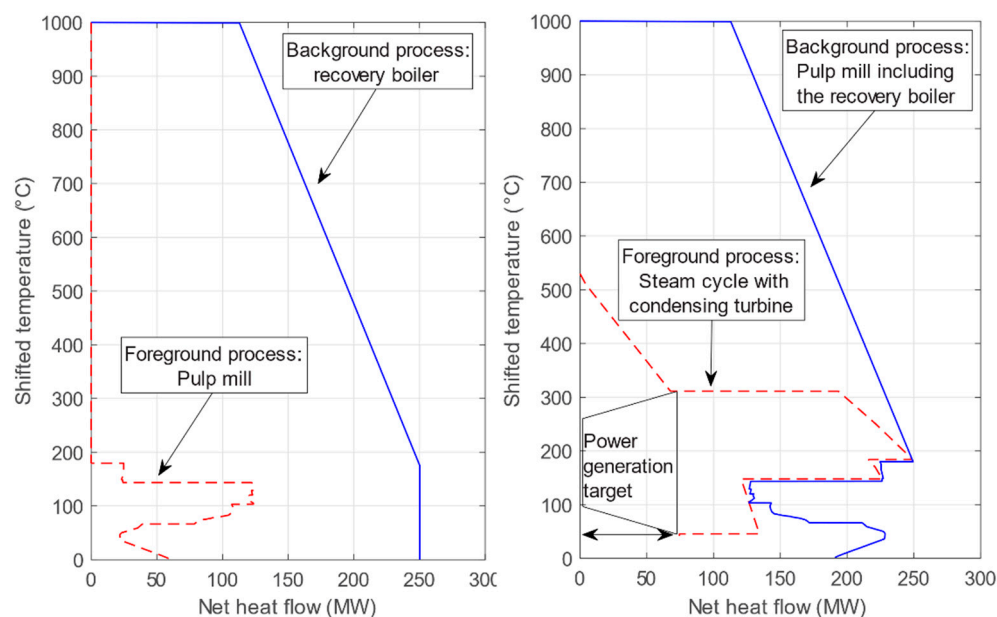 1000
900
800
700
600
500
400
300
200
100
0
Shifted temperature (°C)
Background process:
recovery boiler
Foreground process:
Pulp mill
0
50
100
150
200
250
300
Net heat flow (MW)
1000
900
800
700
600
500
400
300
200
100
0
Shifted temperature (°C)
Background process:
Pulp mill including
the recovery boiler
Foreground process:
Steam cycle with
condensing turbine
Power
generation
target
0
50
100
150
200
250
300
Net heat flow (MW)